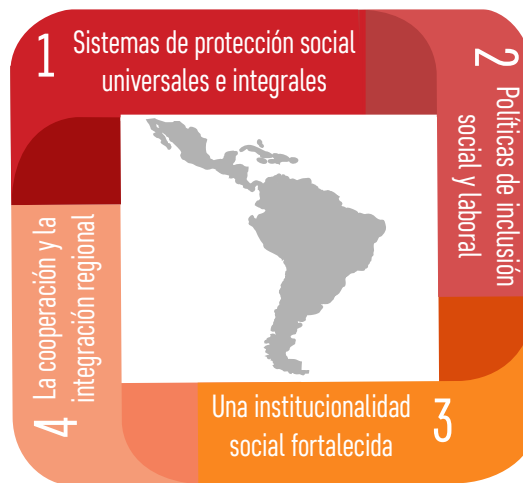 1
Sistemas de protección social
universales e integrales
2
Políticas de inclusión
social y laboral
3
Una institucionalidad
social fortalecida
4
La cooperación y la
integración regional